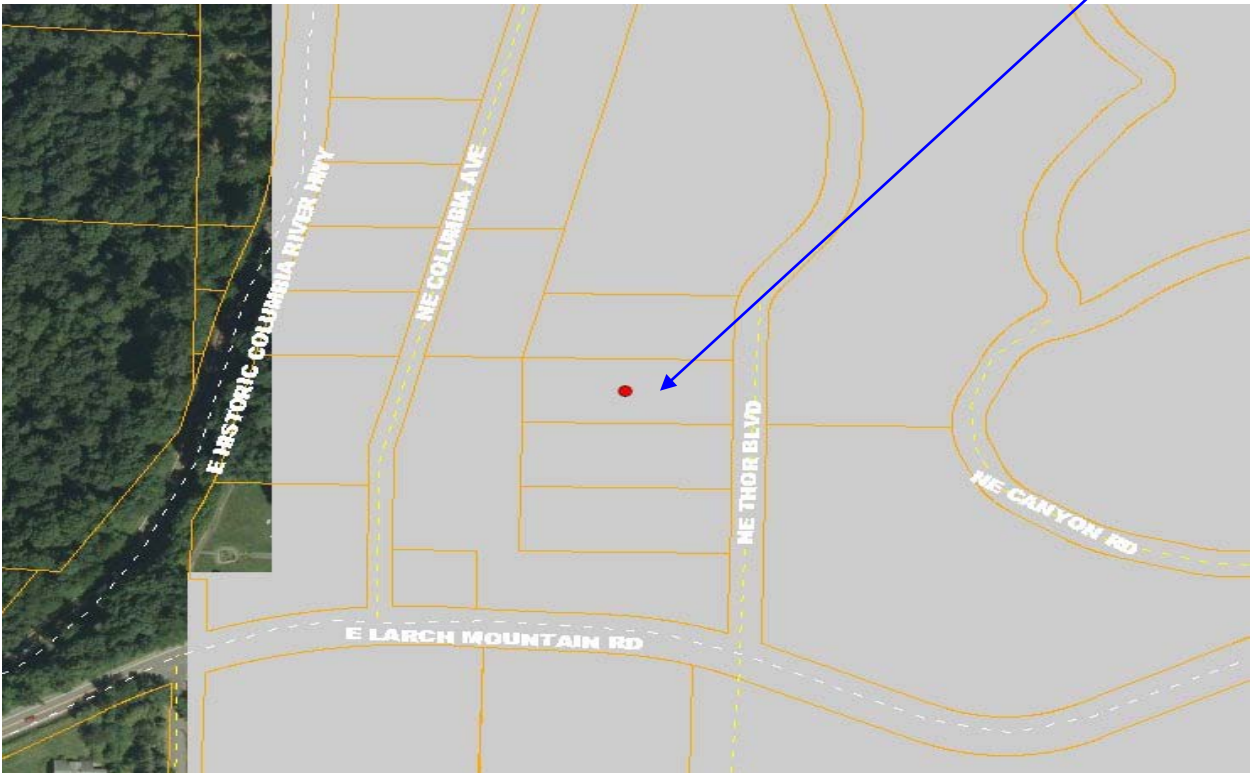 E HISTORIC COLUMBIA RIVER HWY
NE COLUMBIA AVE
NE THOR BLVD
NE CANYON RD
E LARCH MOUNTAIN RD